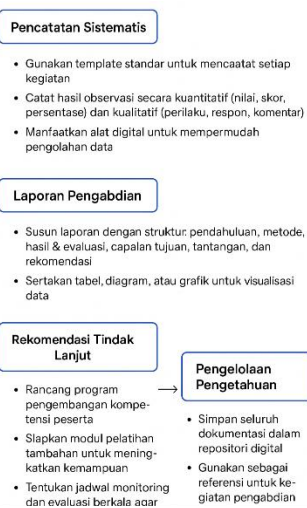 Pencatatan Sistematis
• Gunakan template standar untuk mencaatat setiap
kegiatan
• Catat hasil observasi secara kuantitatif (nilai, skor,
persentase) dan kualitatif (perilaku, respon, komentar)
• Manfaatkan alat digital untuk mempermudah
pengolahan data
Laporan Pengabdian
• Susun laporan dengan struktur: pendahuluan, metode,
hasil & evaluasi, capalan tujuan, tantangan, dan
rekomendasi
• Sertakan tabel, diagram, atau grafik untuk visualisasi
data
Rekomendasi Tindak
Lanjut
• Rancang program
pengembangan kompe-
tensi peserta
• Slapkan modul pelatihan
tambahan untuk mening-
katkan kemampuan
• Tentukan jadwal monitoring
dan evaluasi berkala agar
Pengelolaan
Pengetahuan
• Simpan seluruh
dokumentasi dalam
repositori digital
• Gunakan sebagai
referensi untuk ke-
giatan pengabdian